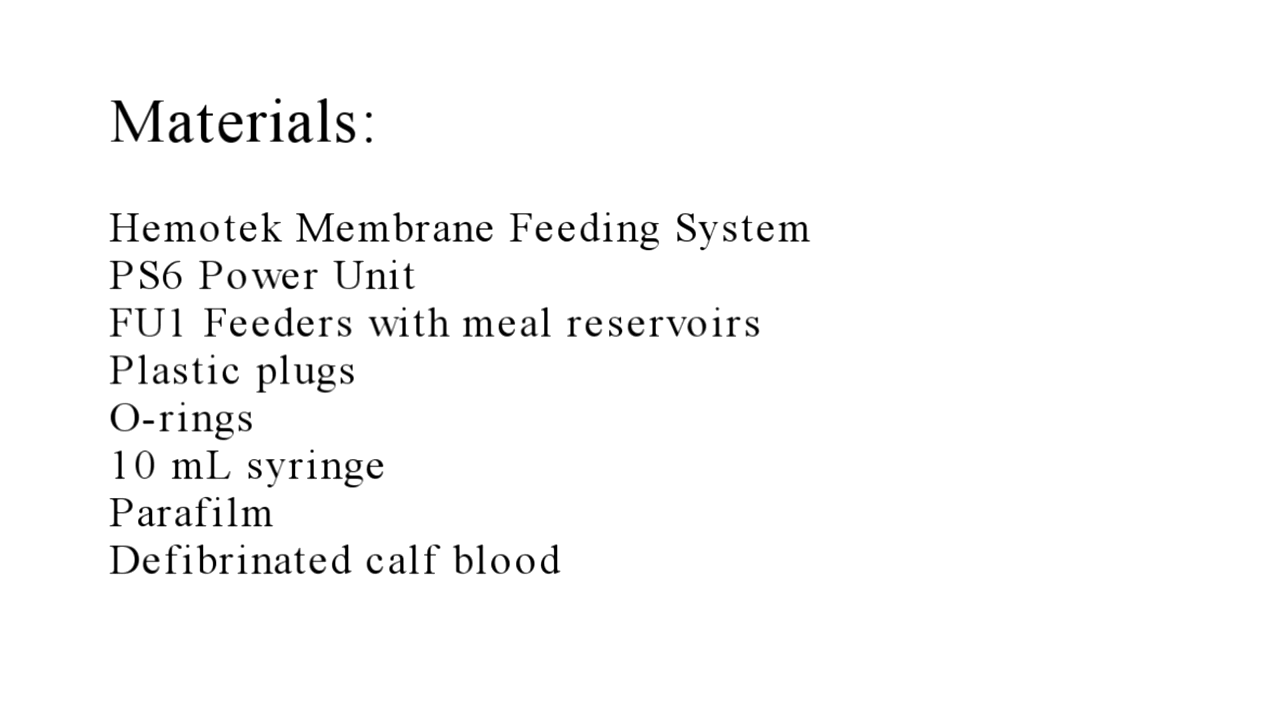 Materials:
Hemotek Membrane Feeding System
PS6 Power Unit
FU1 Feeders with meal reservoirs
Plastic plugs
O-rings
10 mL syringe
Parafilm
Defibrinated calf blood